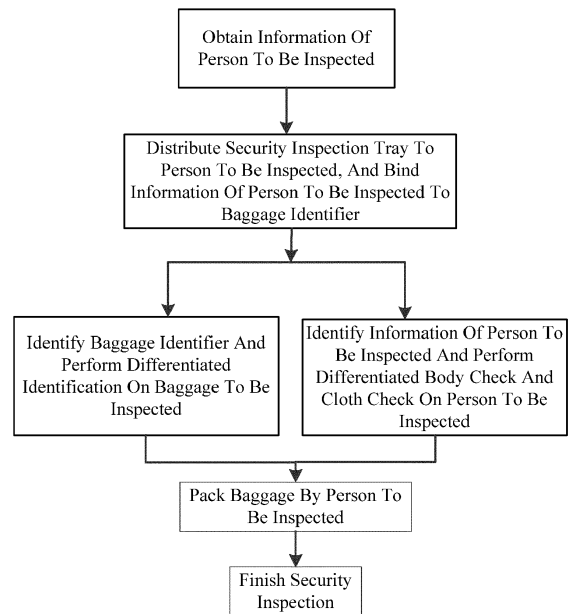 Obtain Information Of
Person To Be Inspected
Distribute Security Inspection Tray To
Person To Be Inspected, And Bind
Information Of Person To Be Inspected To
Baggage Identifier
Identify Baggage Identifier And
Perform Differentiated
Identification On Baggage To Be
Inspected
Identify Information Of Person To
Be Inspected And Perform
Differentiated Body Check And
Cloth Check On Person To Be
Inspected
Pack Baggage By Person To
Be Inspected
Finish Security
Inspection